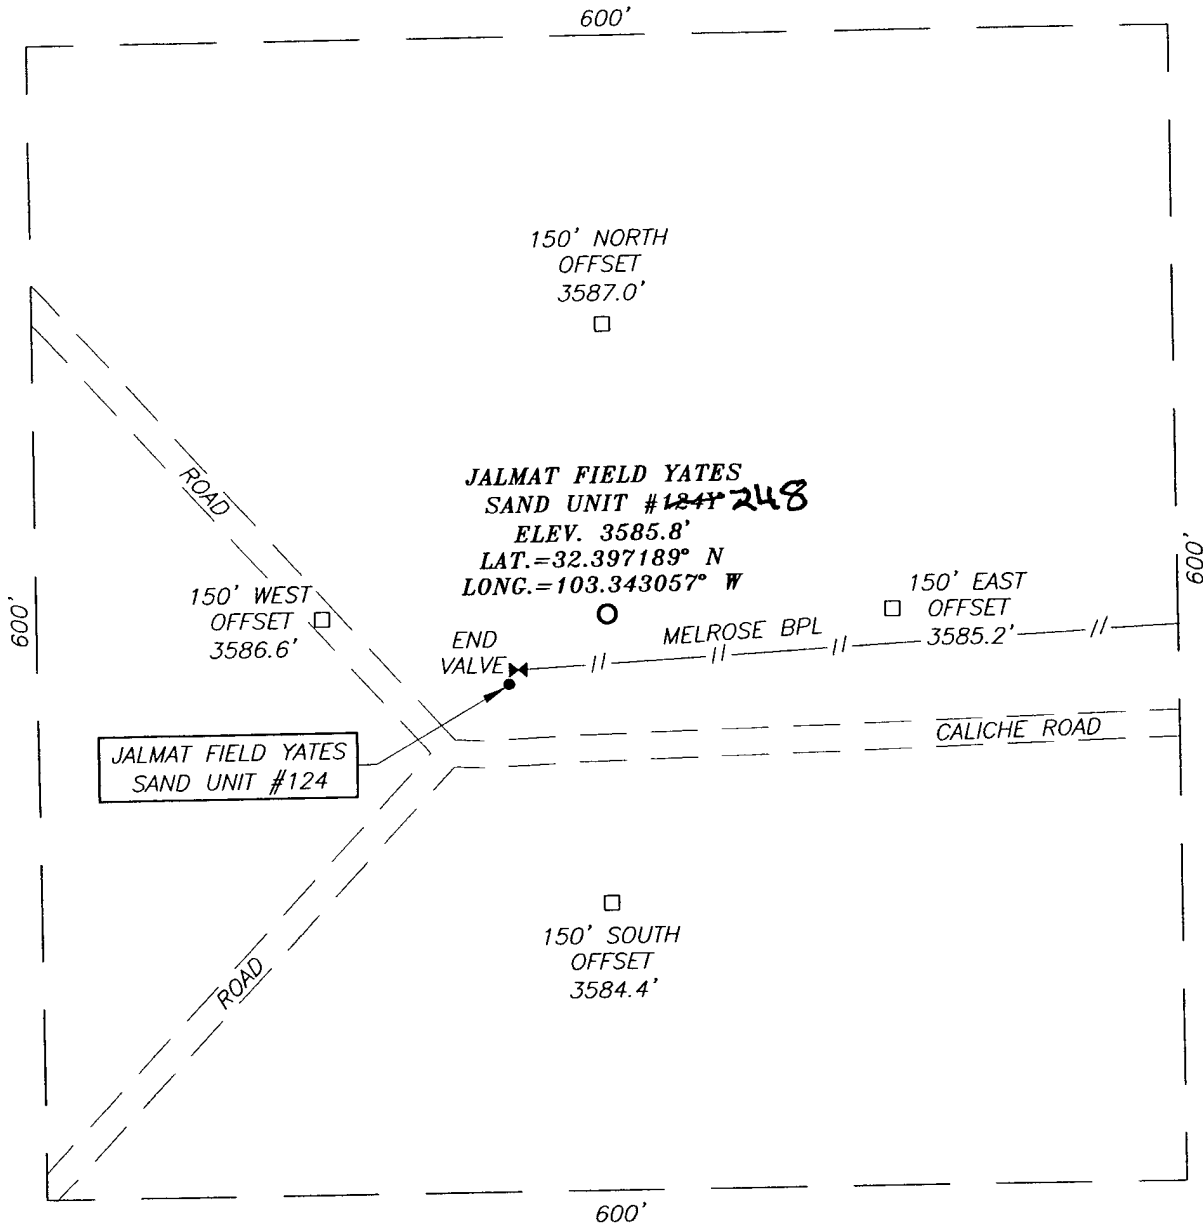 600'
150' NORTH
OFFSET
3587.0'
ROAD
JALMAT FIELD YATES
SAND UNIT #124Y 248
ELEV. 3585.8'
LAT.=32.397189° N
LONG.=103.343057° W
600'
600'
150' WEST
OFFSET
3586.6'
150' EAST
OFFSET
3585.2'
END
VALVE
MELROSE BPL
CALICHE ROAD
JALMAT FIELD YATES
SAND UNIT #124
150' SOUTH
OFFSET
3584.4'
ROAD
600'